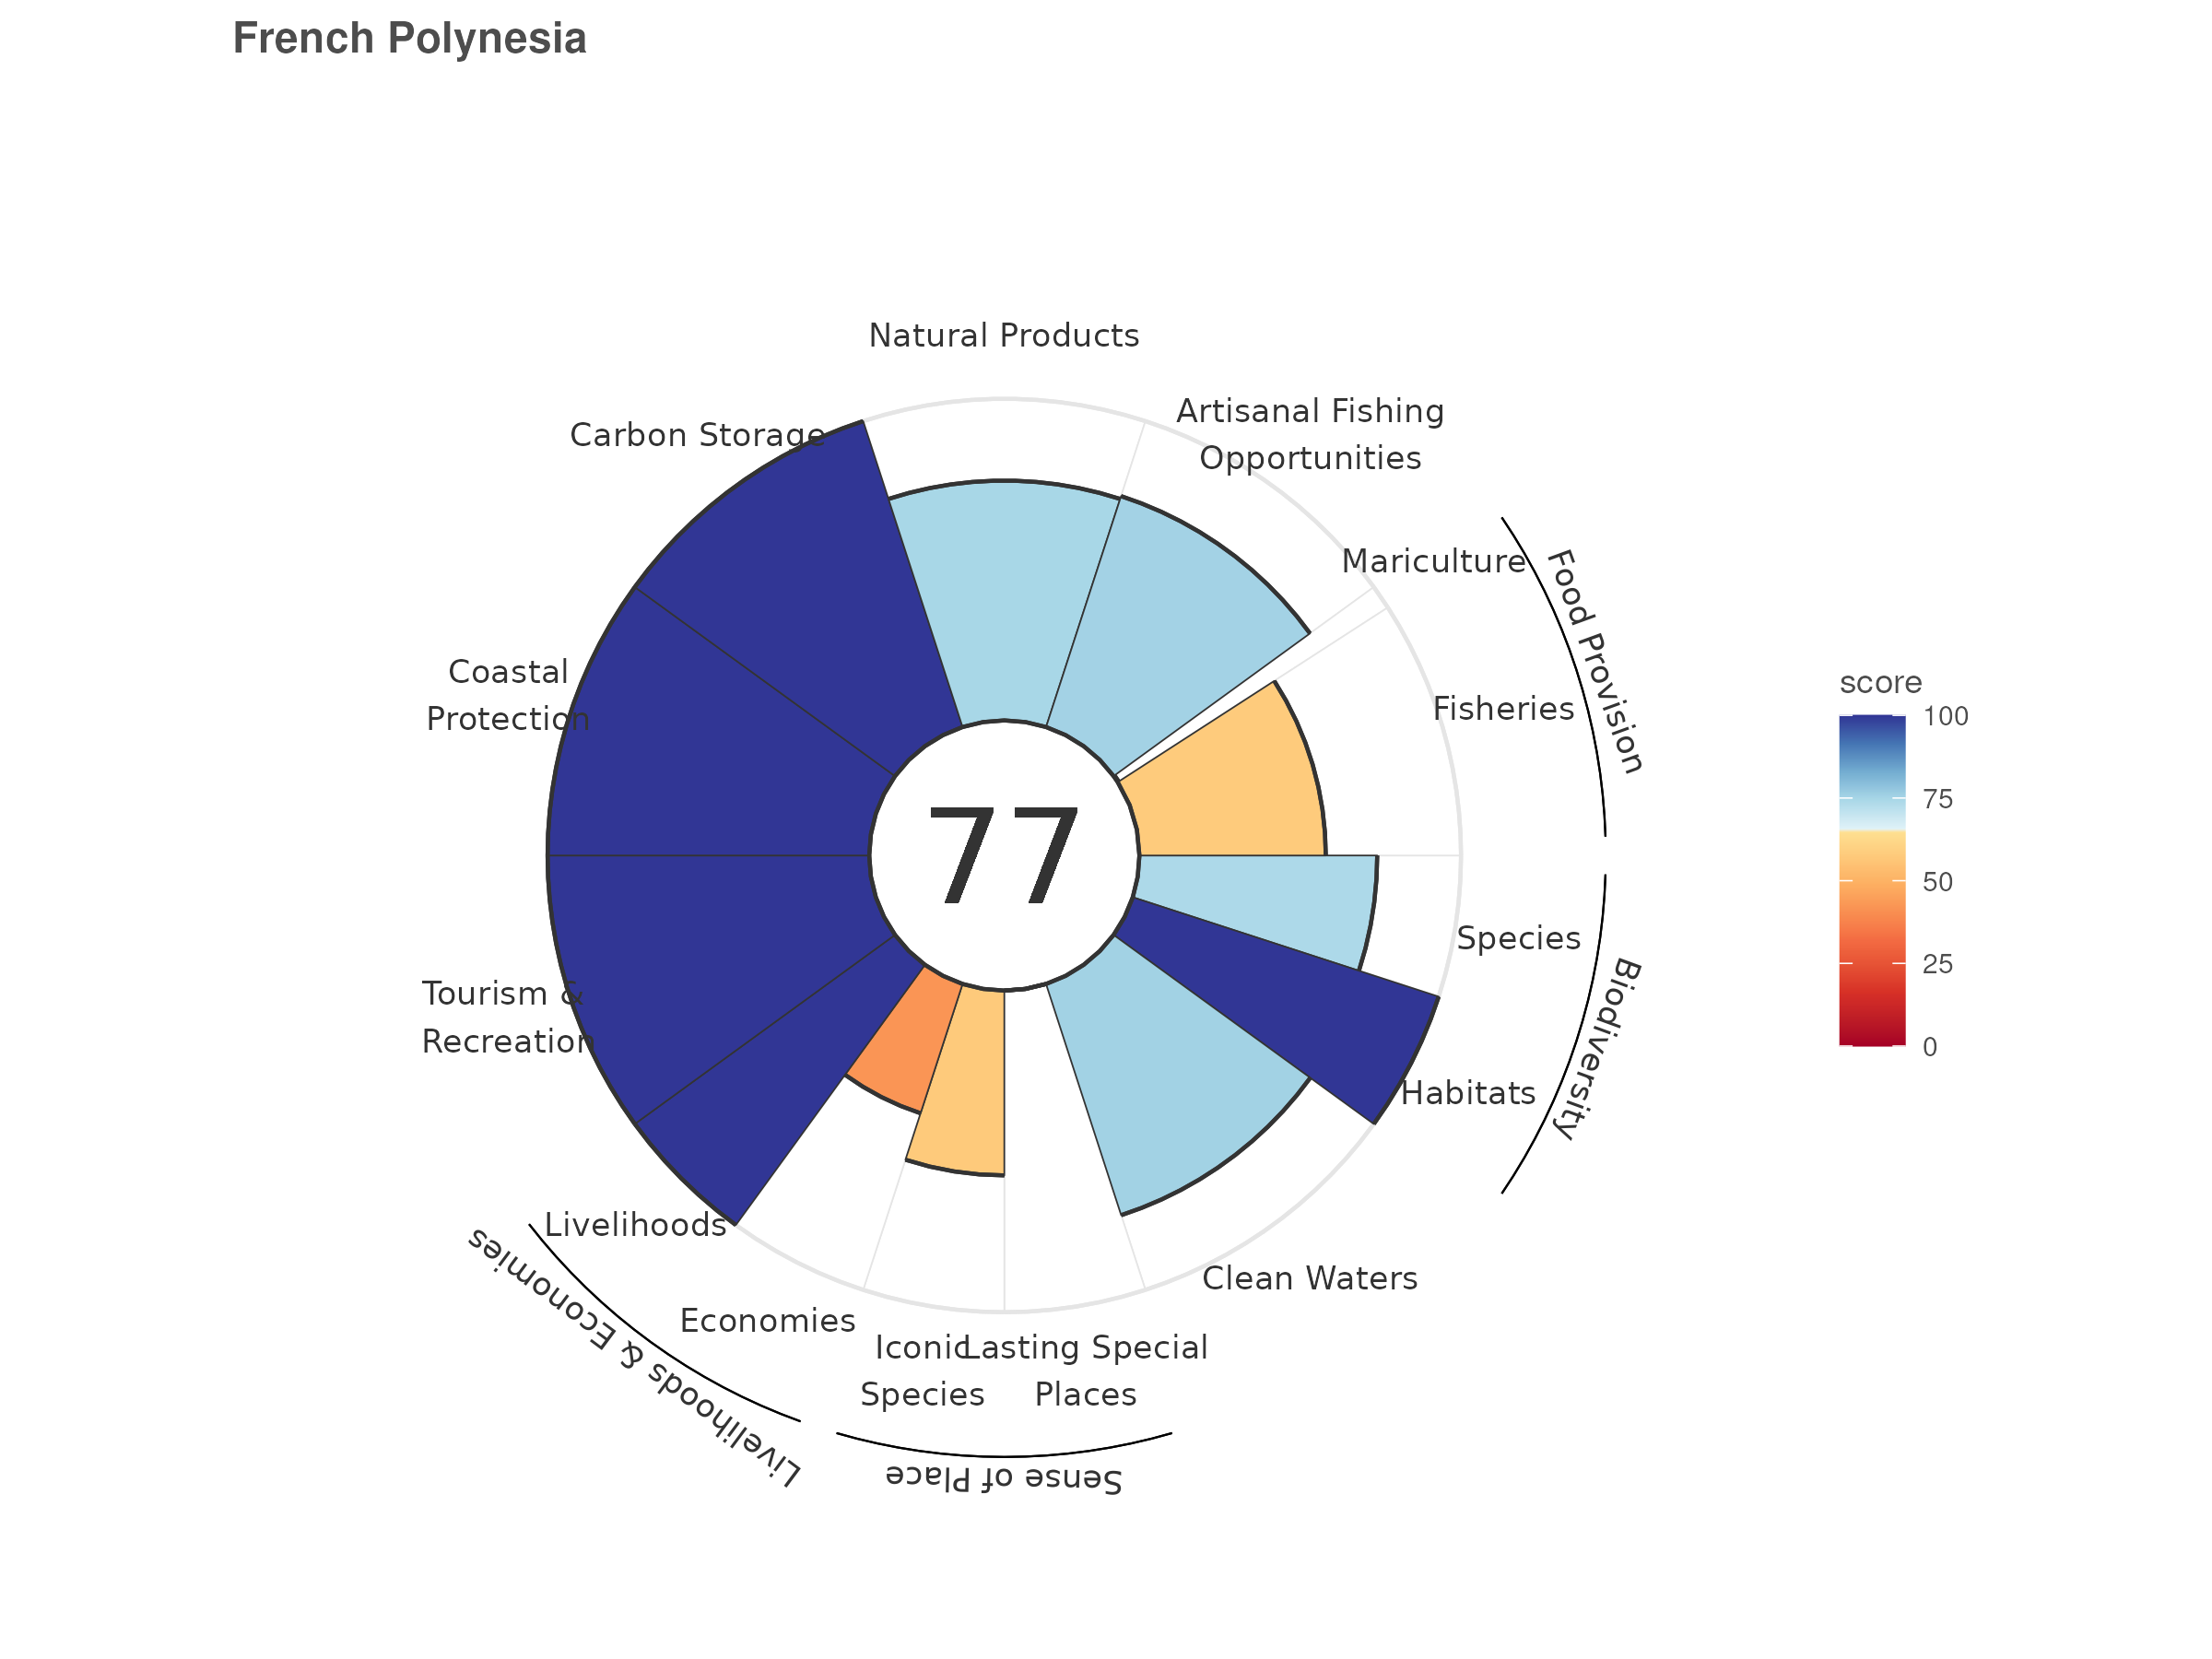 French Polynesia
Natural Products
Artisanal Fishing
Opportunities
Carbon Storage
Mariculture
Food Provision
Coastal
Protection
Fisheries
score
100
75
50
25
0
77
Species
Biodiversity
Tourism &
Recreation
Habitats
Livelihoods
Livelihoods & Economies
Clean Waters
Economies
Iconic
Species
Lasting Special
Places
Sense of Place